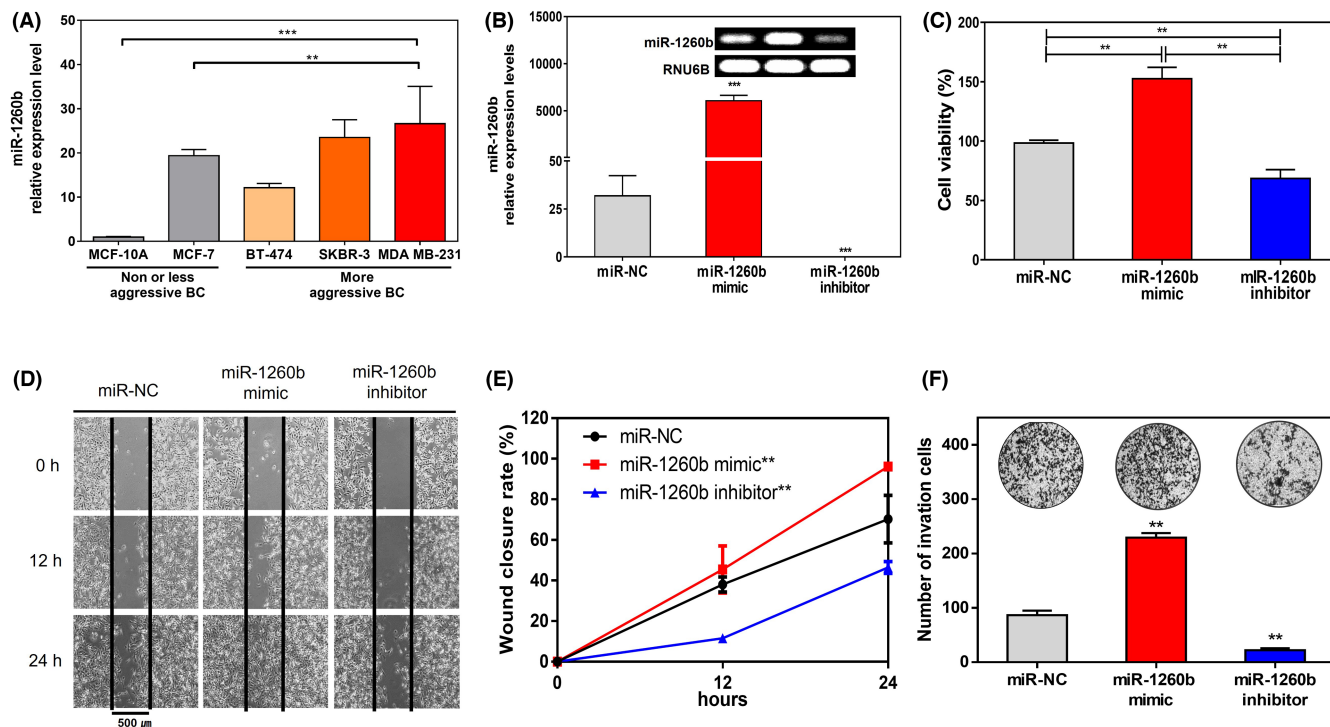 (A)
miR-1260b
relative expression level
50
40
30
20
10
0
***
**
MCF-10A MCF-7 BT-474 SKBR-3 MDA MB-231
Non or less
aggressive BC
More
aggressive BC
(B)
miR-1260b
relative expression levels
15000
10000
5000
50
25
0
miR-1260b
RNU6B
***
***
miR-NC
miR-1260b
mimic
miR-1260b
inhibitor
(C)
Cell viability (%)
200
150
100
50
0
**
** **
miR-NC
miR-1260b
mimic
mIR-1260b
inhibitor
(D)
miR-NC
miR-1260b
mimic
miR-1260b
inhibitor
0 h
12 h
24 h
500 ㎛
(E)
Wound closure rate (%)
120
100
80
60
40
20
0
miR-NC
miR-1260b mimic**
miR-1260b inhibitor**
0 12 24
hours
(F)
Number of invation cells
400
300
200
100
0
**
**
miR-NC
miR-1260b
mimic
miR-1260b
inhibitor